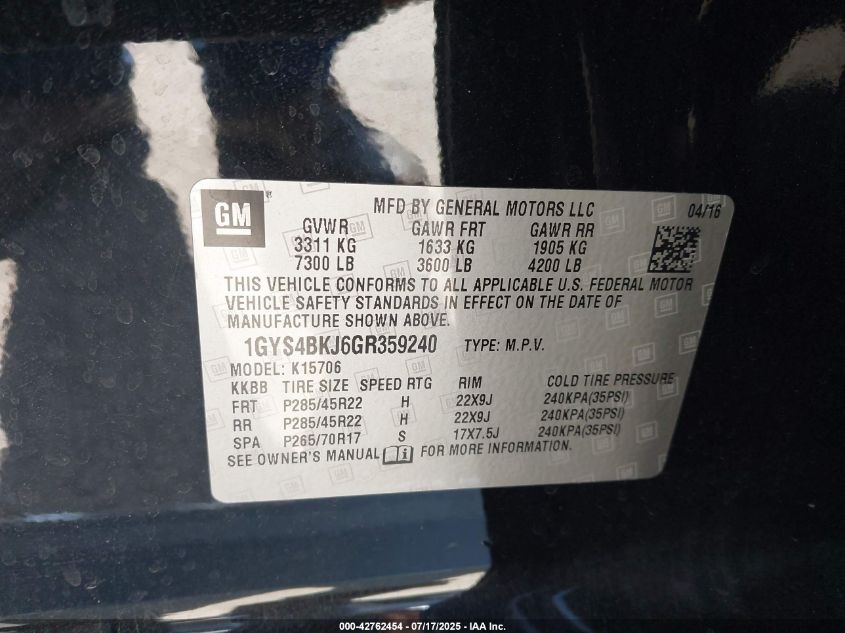 GM
MFD BY GENERAL MOTORS LLC 04/16
GVWR GAWR FRT GAWR RR
3311 KG 1633 KG 1905 KG
7300 LB 3600 LB 4200 LB
THIS VEHICLE CONFORMS TO ALL APPLICABLE U.S. FEDERAL MOTOR
VEHICLE SAFETY STANDARDS IN EFFECT ON THE DATE OF
MANUFACTURE SHOWN ABOVE.
1GYS4BKJ6GR359240 TYPE: M.P.V.
MODEL: K15706
KKBB TIRE SIZE SPEED RTG RIM COLD TIRE PRESSURE
FRT P285/45R22 H 22X9J 240KPA(35PSI)
RR P285/45R22 H 22X9J 240KPA(35PSI)
SPA P265/70R17 S 17X7.5J 240KPA(35PSI)
SEE OWNER'S MANUAL FOR MORE INFORMATION.
000-42762454 - 07/17/2025 - IAA Inc.